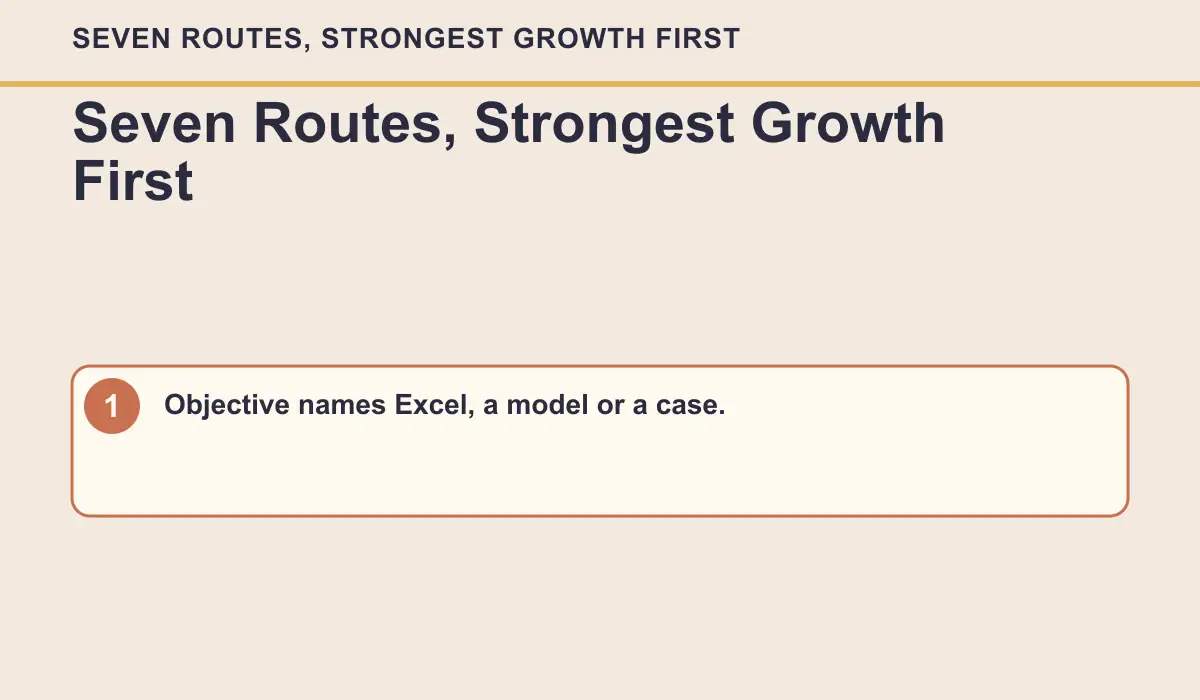 SEVEN ROUTES, STRONGEST GROWTH FIRST
Seven Routes, Strongest Growth
First
1
Objective names Excel, a model or a case.